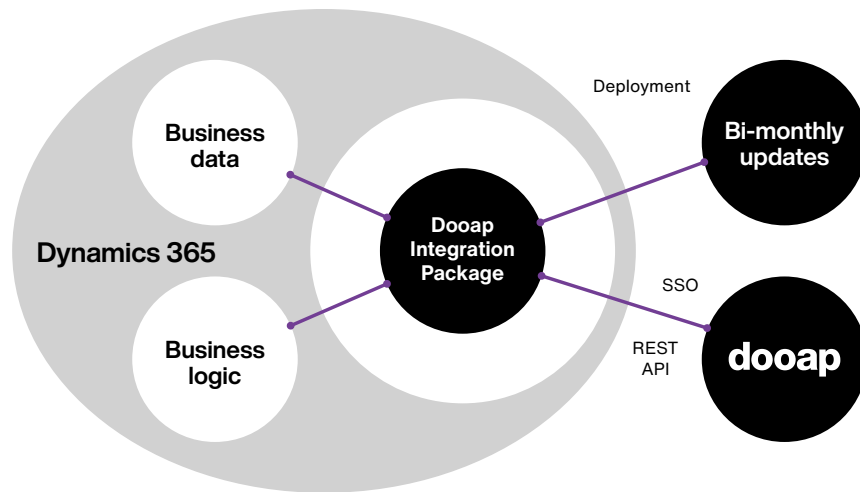 Deployment
Business
data
Bi-monthly
updates
Dooap
Integration
Package
Dynamics 365
SSO
REST
API
Business
logic
dooap